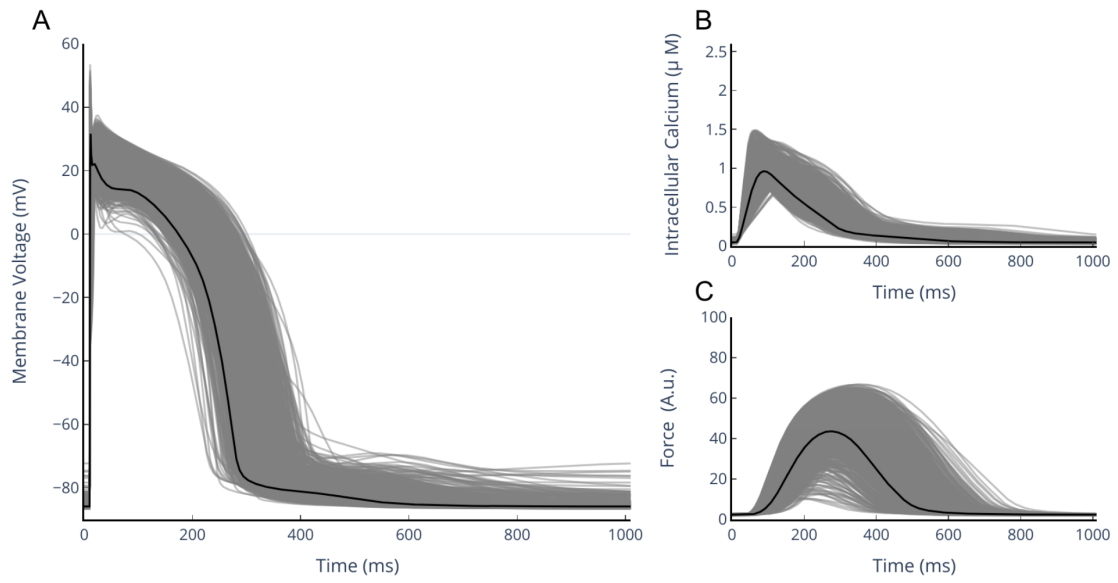 A
Membrane Voltage (mV)
60
40
20
0
−20
−40
−60
−80
0 200 400 600 800 1000
Time (ms)
B
Intracellular Calcium (μ M)
2.5
2
1.5
1
0.5
0
0 200 400 600 800 1000
Time (ms)
C
Force (A.u.)
100
80
60
40
20
0
0 200 400 600 800 1000
Time (ms)